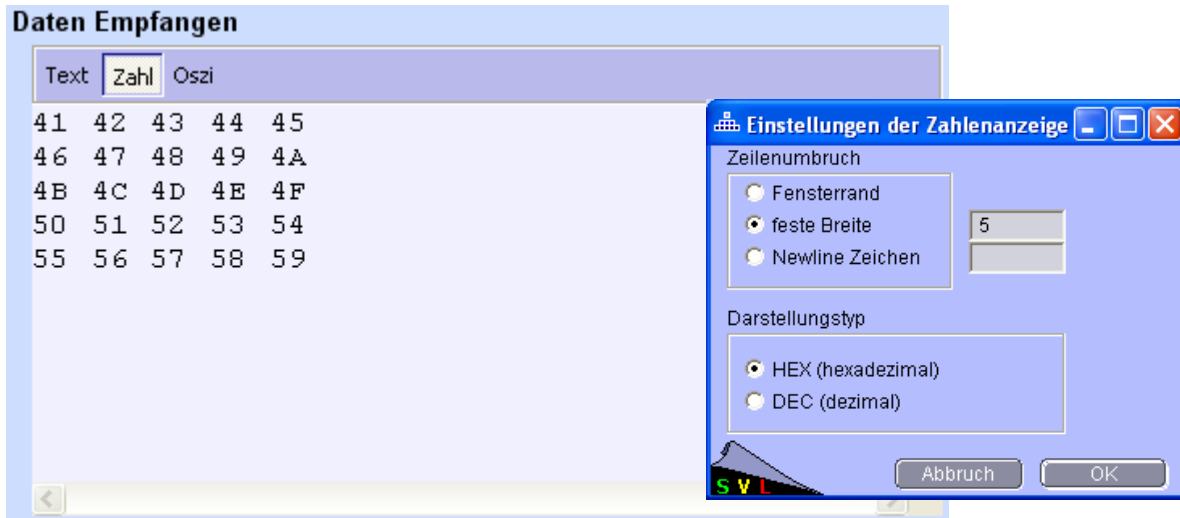 Daten Empfangen
Text Zahl Oszi
41 42 43 44 45
46 47 48 49 4A
4B 4C 4D 4E 4F
50 51 52 53 54
55 56 57 58 59
Einstellungen der Zahlenanzeige
Zeilenumbruch
Fensterrand
feste Breite 5
Newline Zeichen
Darstellungstyp
HEX (hexadezimal)
DEC (dezimal)
S V L
Abbruch OK